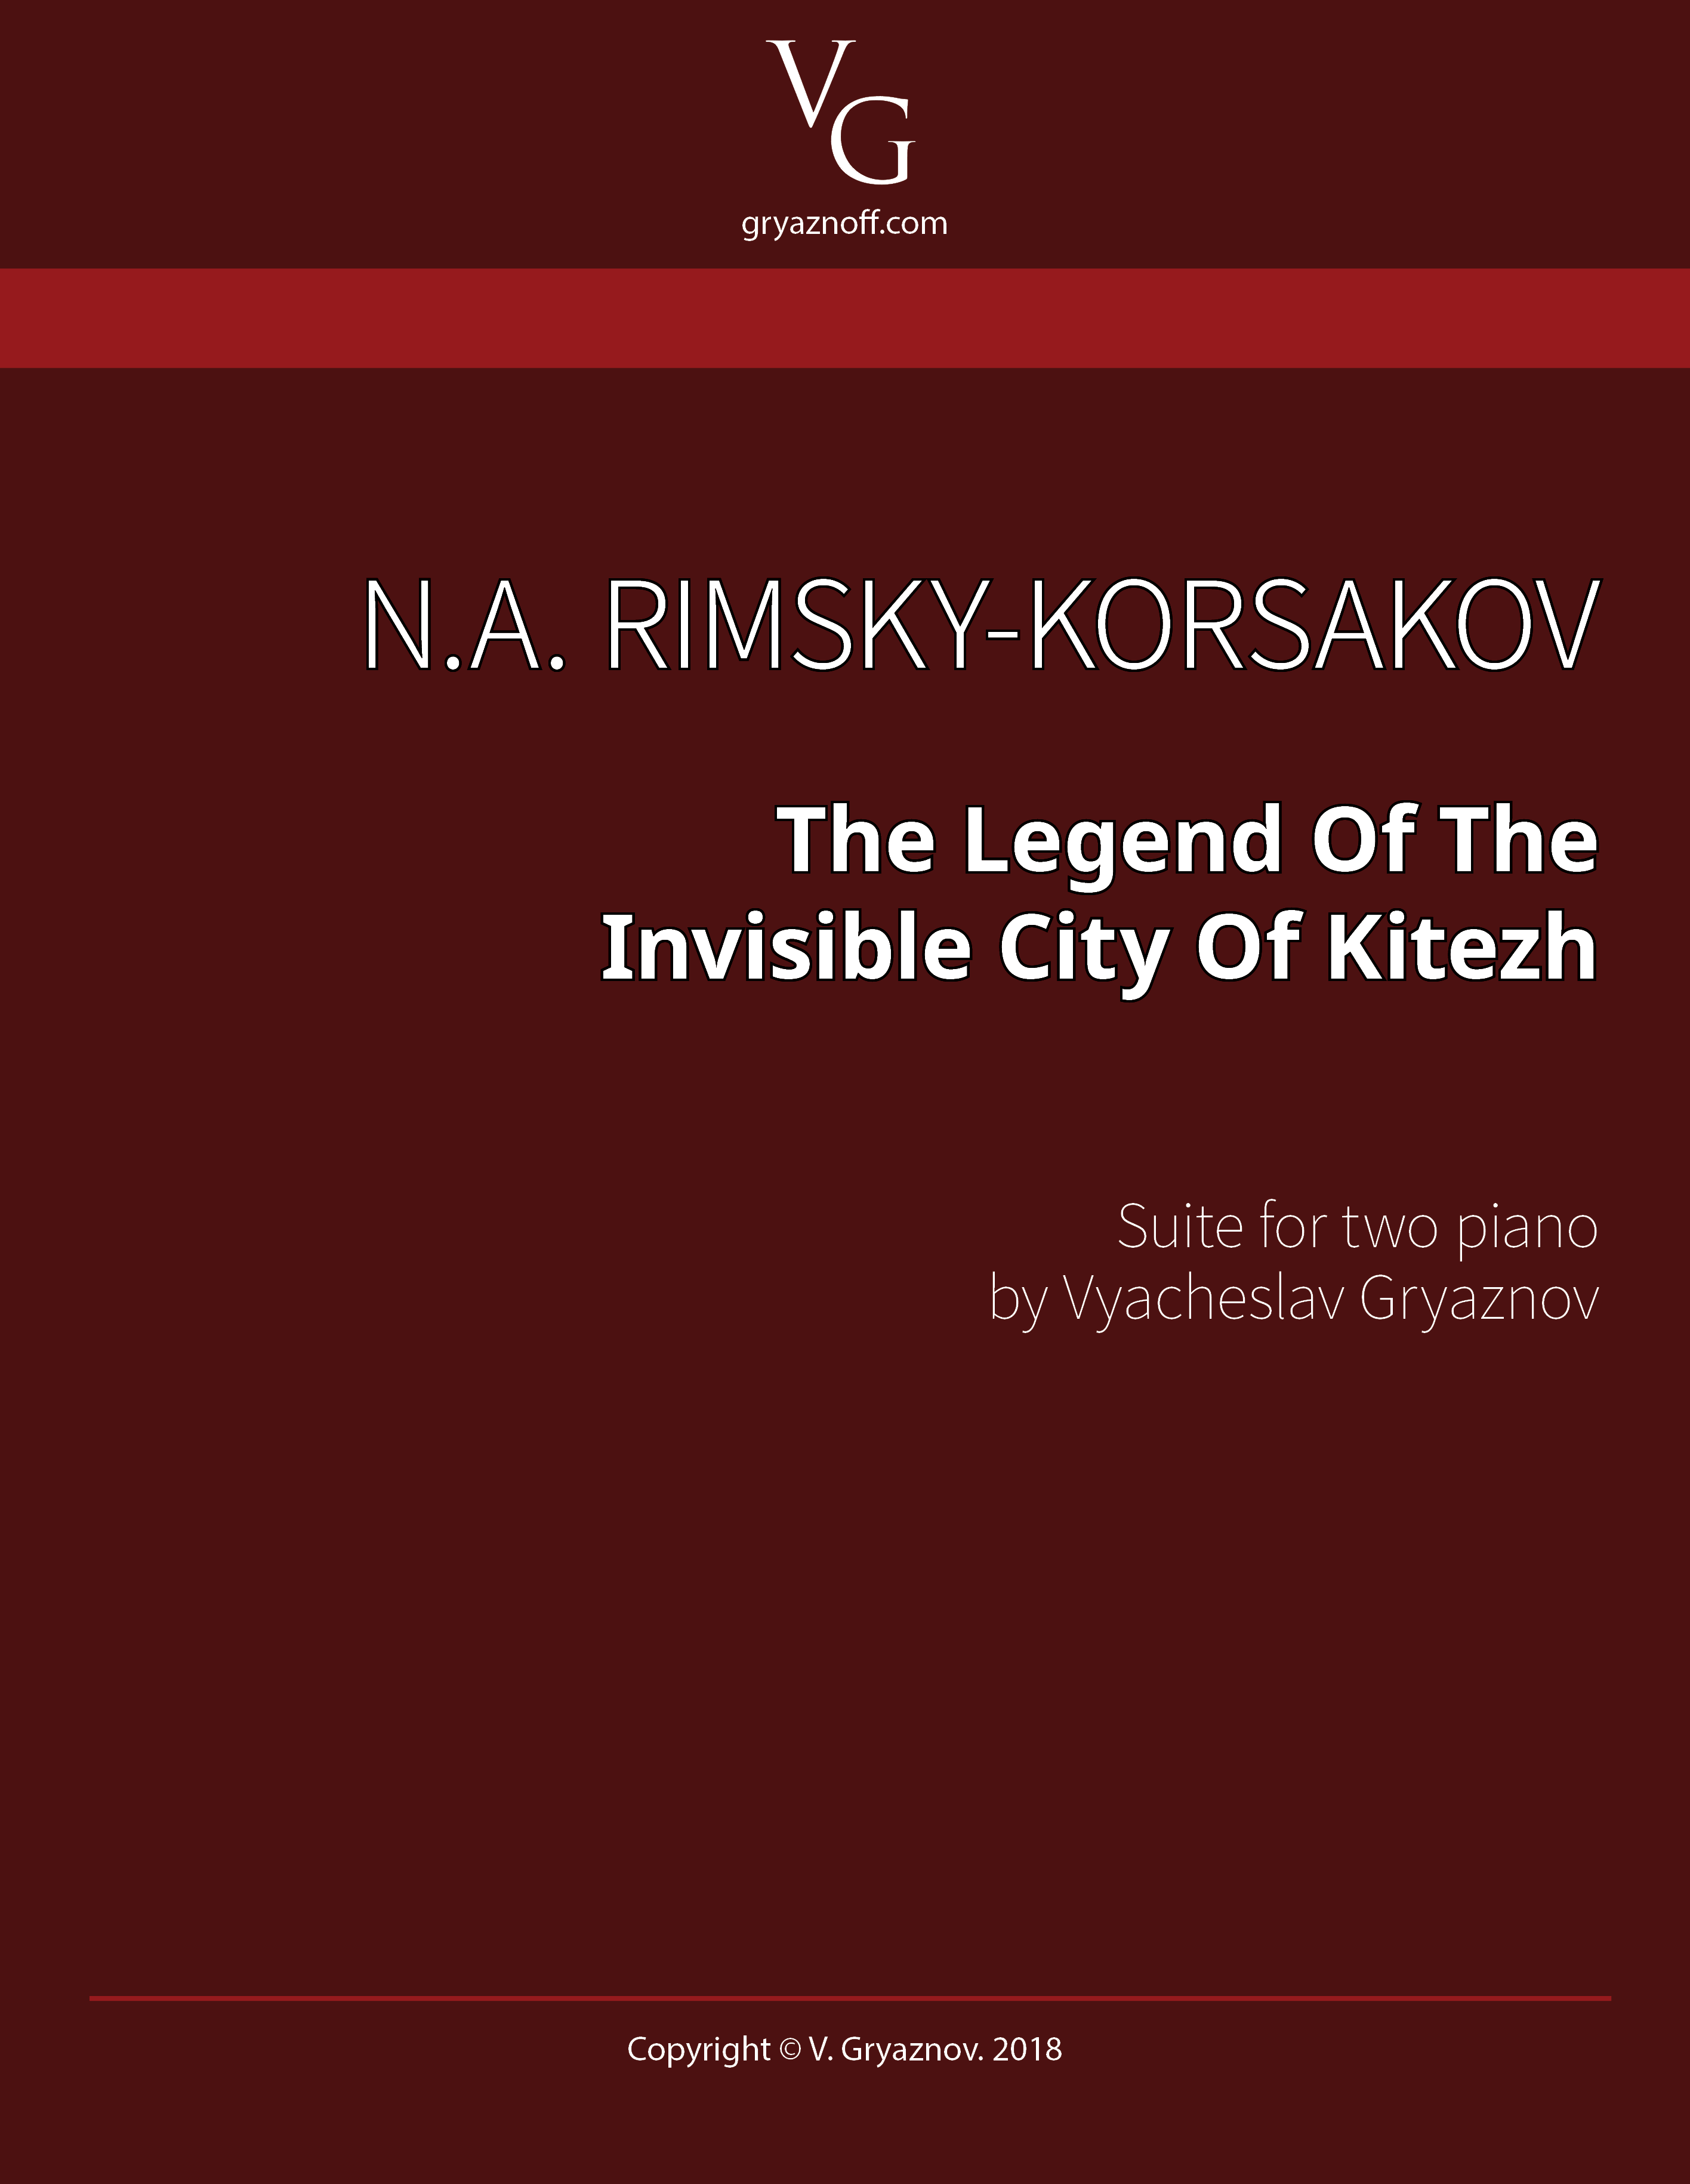 VG
gryaznoff.com
N.A. RIMSKY-KORSAKOV
The Legend Of The
Invisible City Of Kitezh
Suite for two piano
by Vyacheslav Gryaznov
Copyright © V. Gryaznov. 2018